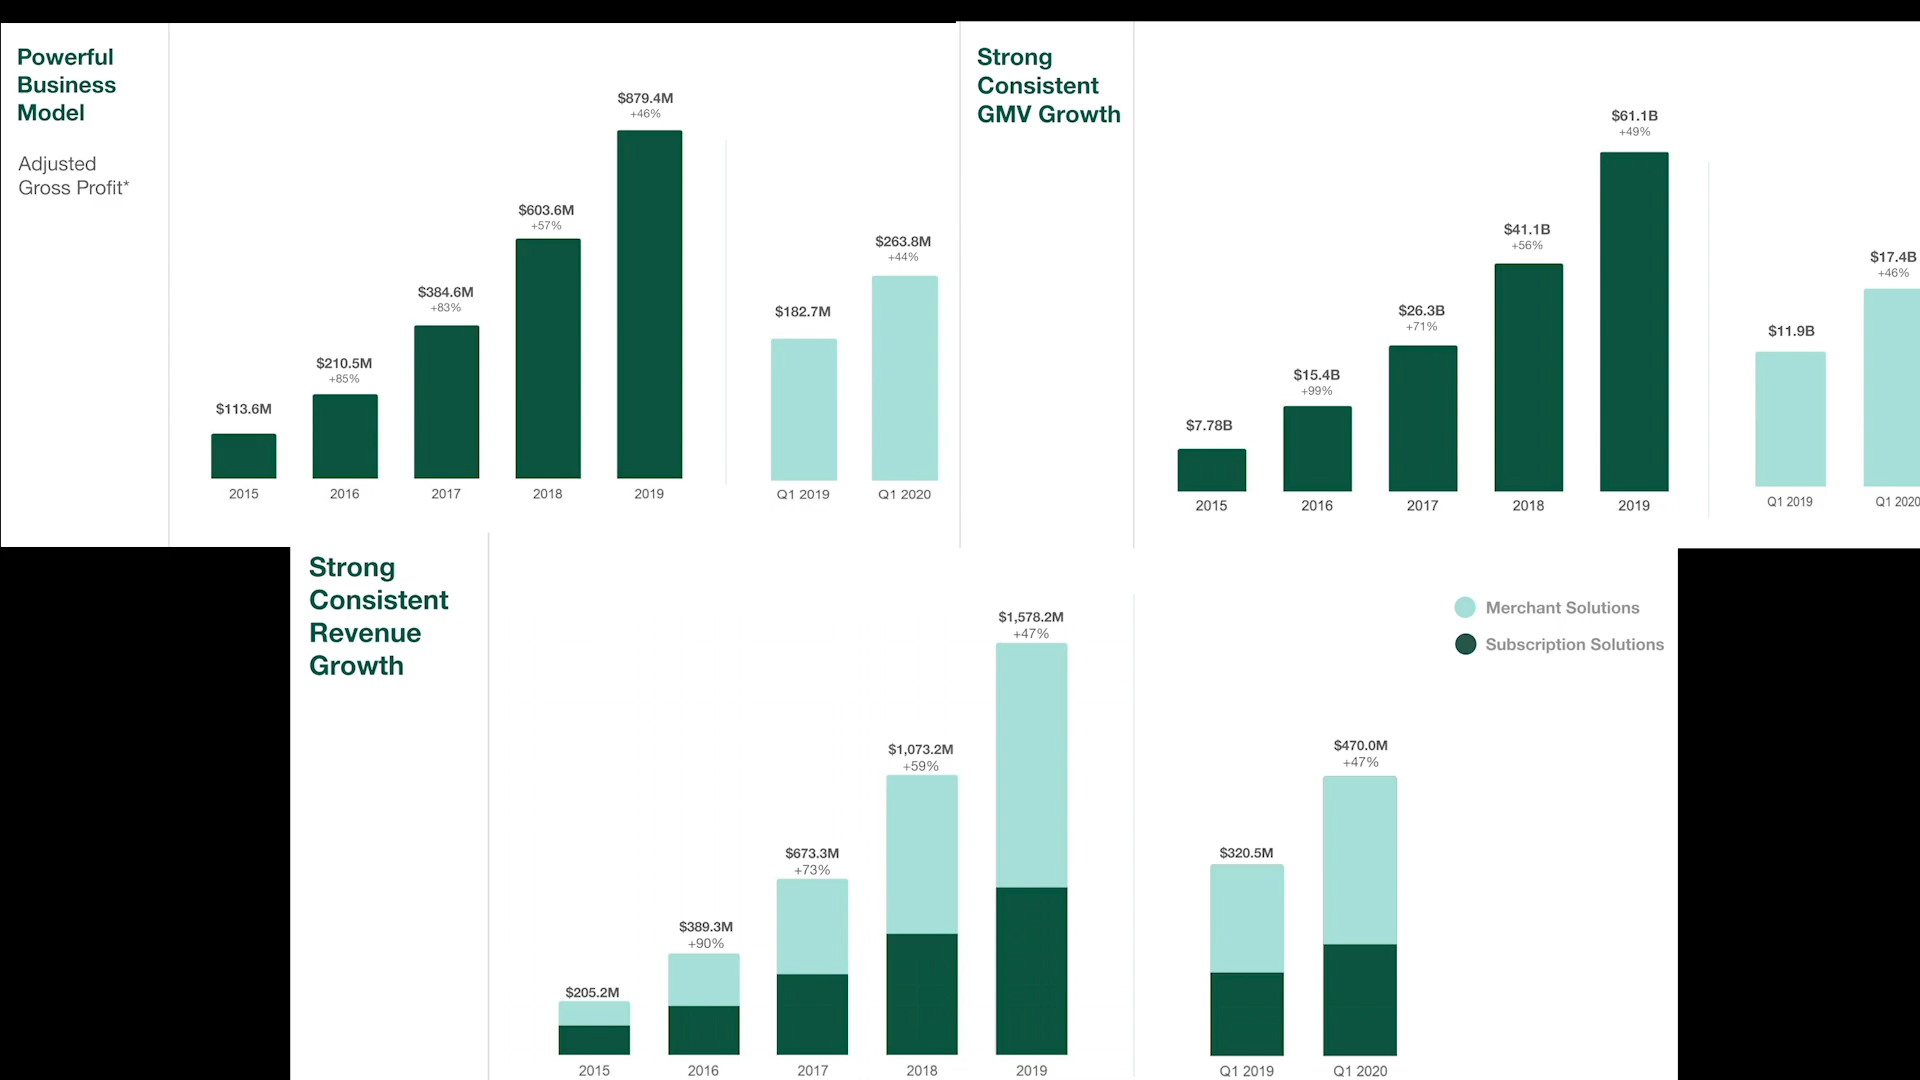 Powerful
Business
Model
Adjusted
Gross Profit*
$113.6M
$210.5M
+85%
$384.6M
+83%
$603.6M
+57%
$879.4M
+46%
$182.7M
$263.8M
+44%
2015
2016
2017
2018
2019
Q1 2019
Q1 2020
Strong
Consistent
GMV Growth
$7.78B
$15.4B
+99%
$26.3B
+71%
$41.1B
+56%
$61.1B
+49%
$11.9B
$17.4B
+46%
2015
2016
2017
2018
2019
Q1 2019
Q1 2020
Strong
Consistent
Revenue
Growth
$205.2M
$389.3M
+90%
$673.3M
+73%
$1,073.2M
+59%
$1,578.2M
+47%
$320.5M
$470.0M
+47%
2015
2016
2017
2018
2019
Q1 2019
Q1 2020
Merchant Solutions
Subscription Solutions